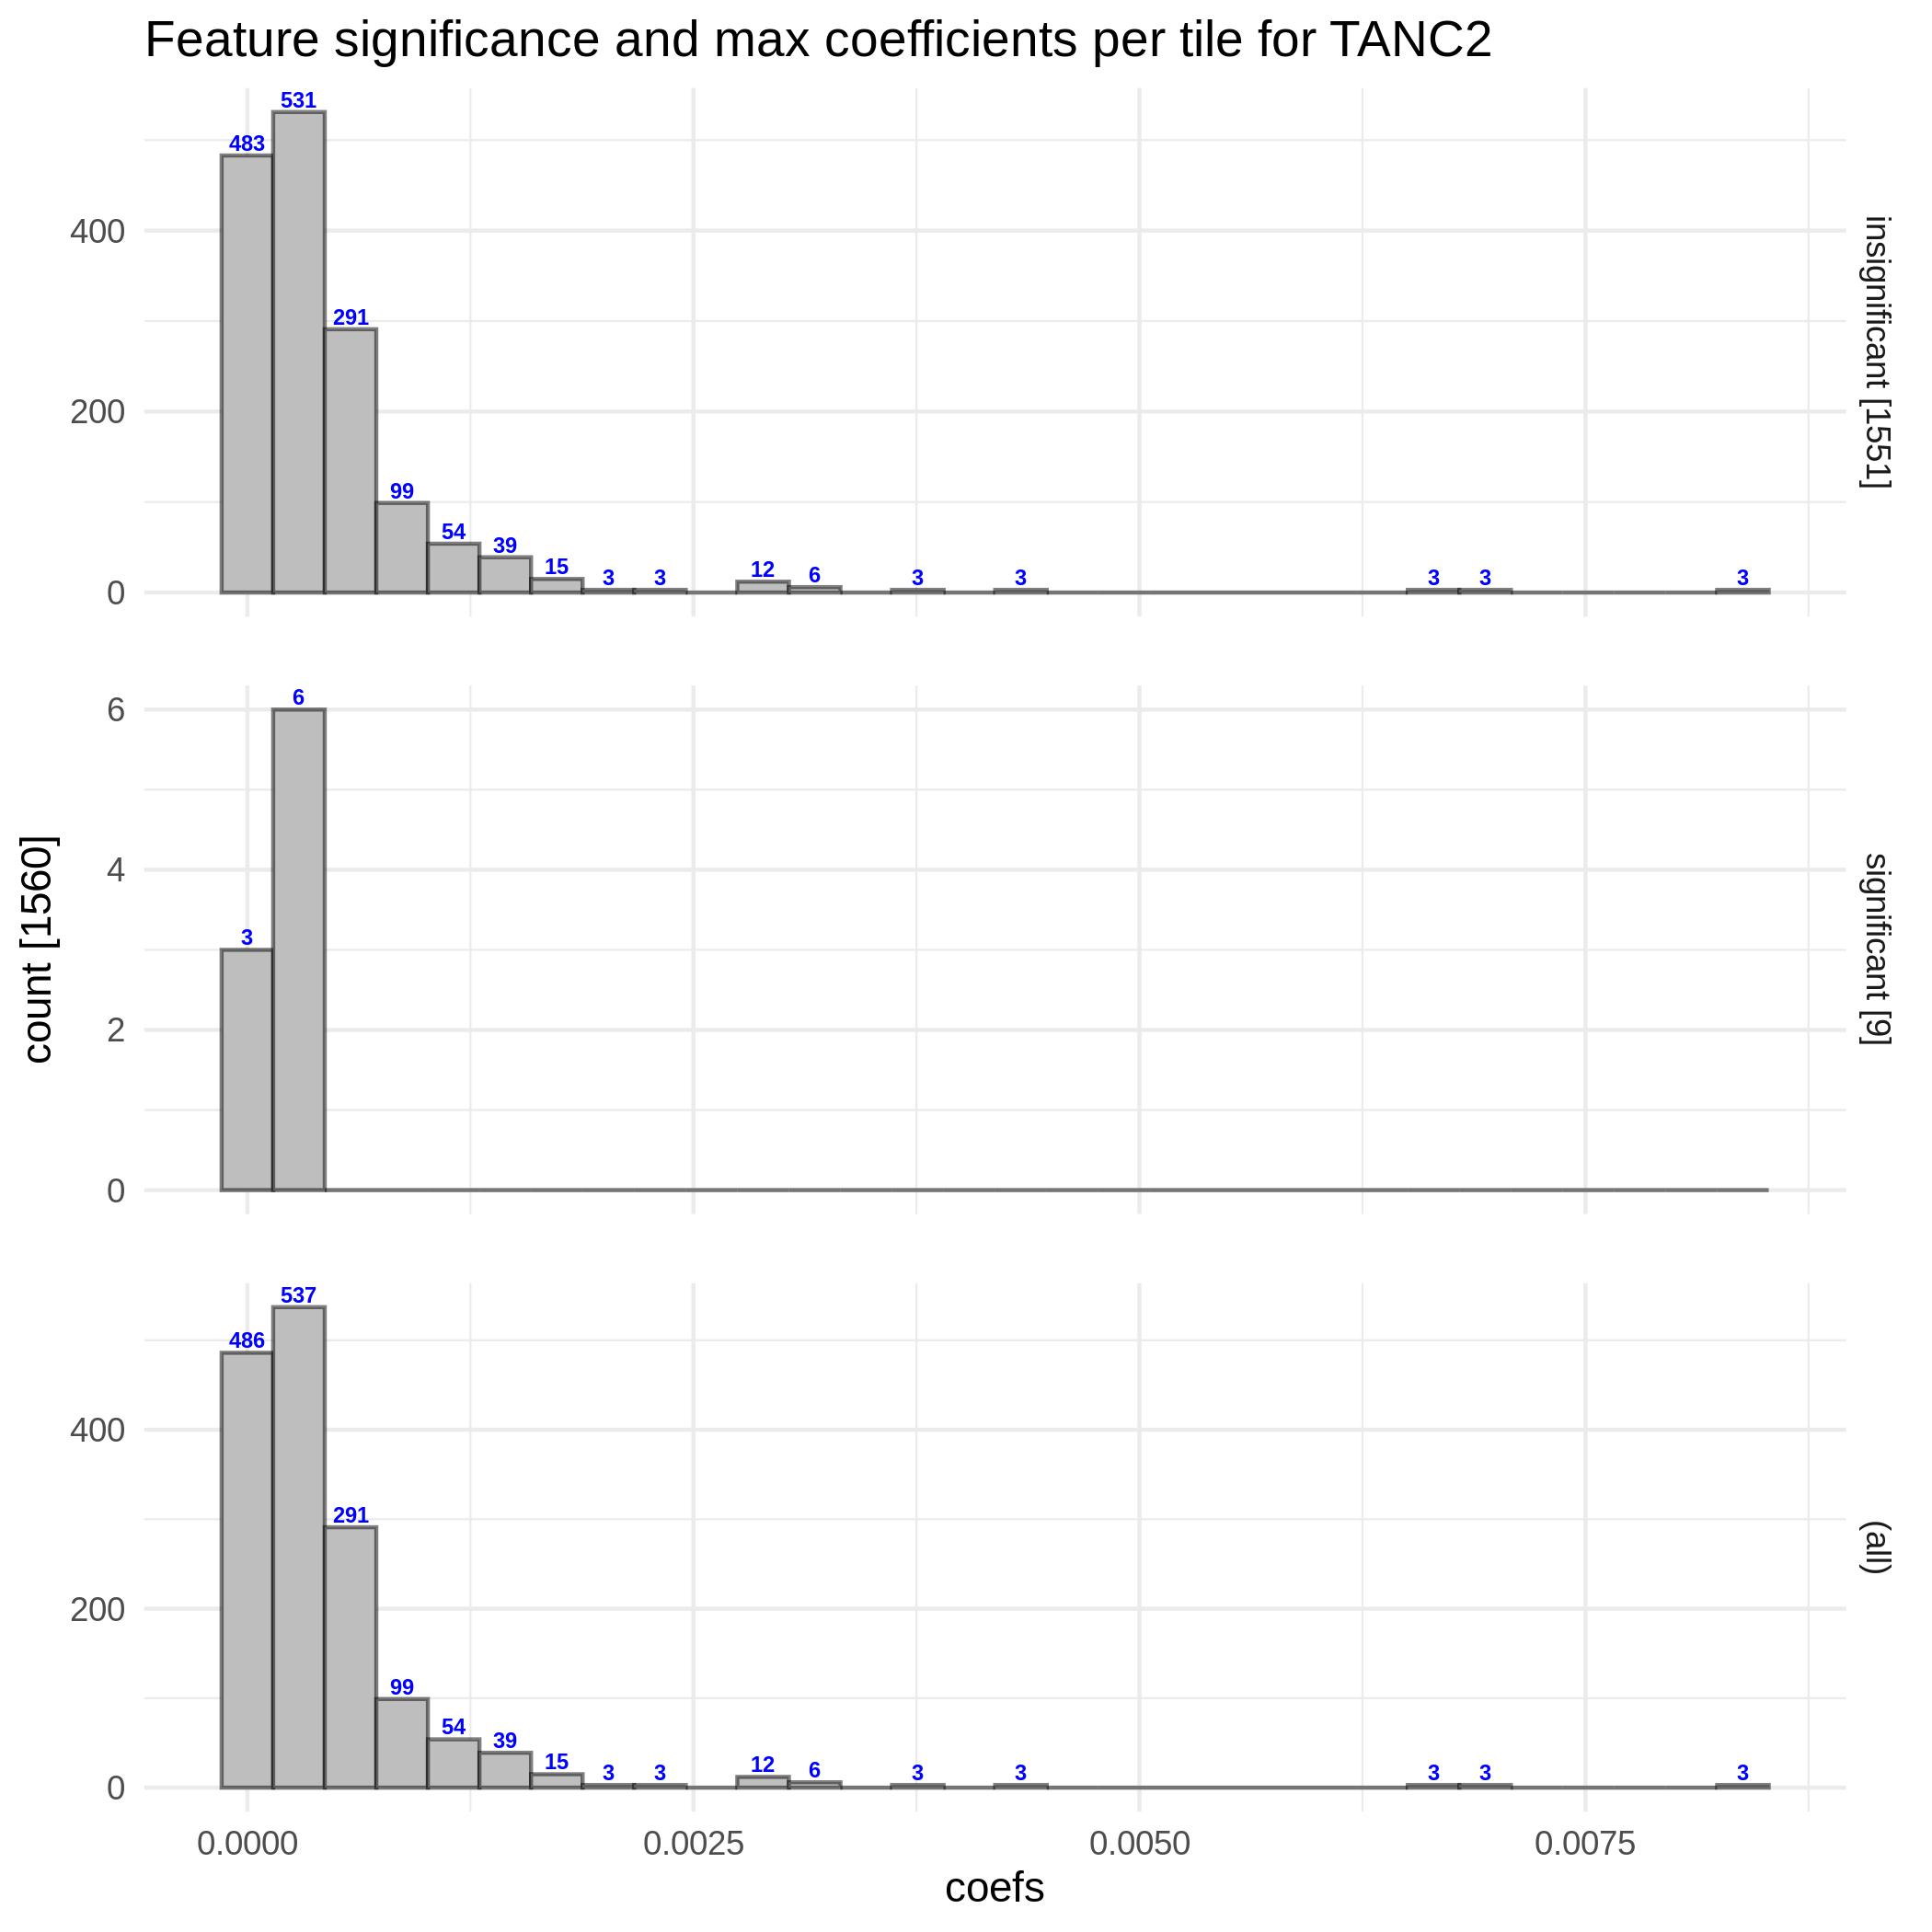 Feature significance and max coefficients per tile for TANC2
483 531 291 99 54 39 15 3 3 12 6 3 3 3 3 3
400
200
0
insignificant [1551]
3 6
6
4
2
0
significant [9]
count [1560]
486 537 291 99 54 39 15 3 3 12 6 3 3 3 3 3
400
200
0
(all)
0.0000 0.0025 0.0050 0.0075
coefs